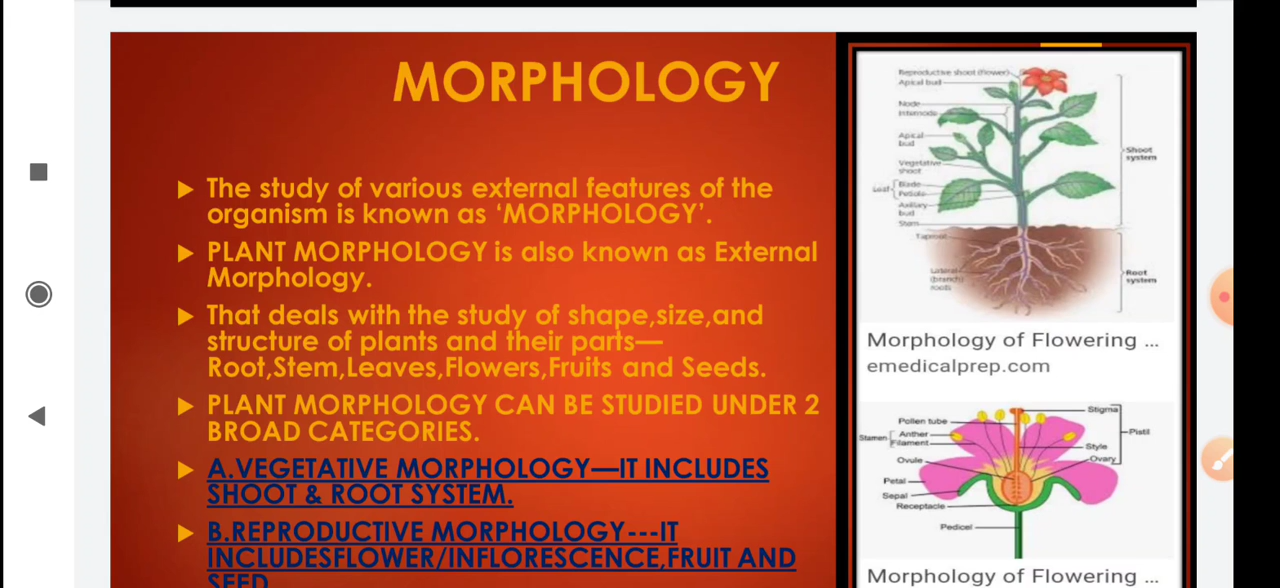 MORPHOLOGY
The study of various external features of the
organism is known as ‘MORPHOLOGY’.
PLANT MORPHOLOGY is also known as External
Morphology.
That deals with the study of shape,size,and
structure of plants and their parts—
Root,Stem,Leaves,Flowers,Fruits and Seeds.
PLANT MORPHOLOGY CAN BE STUDIED UNDER 2
BROAD CATEGORIES.
A.VEGETATIVE MORPHOLOGY—IT INCLUDES
SHOOT & ROOT SYSTEM.
B.REPRODUCTIVE MORPHOLOGY---IT
INCLUDESFLOWER/INFLORESCENCE,FRUIT AND
SEED
Reproductive shoot (flower)
Apical bud
Node
Internode
Apical
bud
Vegetative
shoot
Leaf
Blade
Petiole
Axillary
bud
Stem
Taproot
Lateral
(branch)
roots
Shoot
system
Root
system
Morphology of Flowering ...
emedicalprep.com
Pollen tube
Stamen
Anther
Filament
Ovule
Petal
Sepal
Receptacle
Pedicel
Stigma
Pistil
Style
Ovary
Morphology of Flowering ...